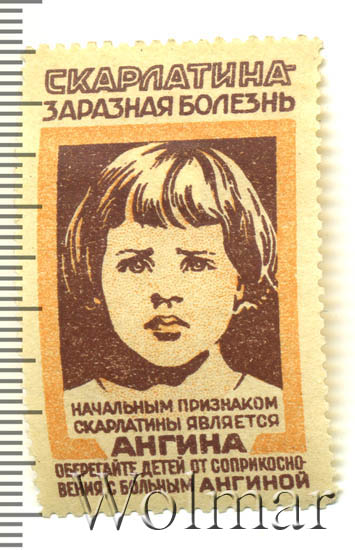 СКАРЛАТИНА-
ЗАРАЗНАЯ БОЛЕЗНЬ
НАЧАЛЬНЫМ ПРИЗНАКОМ
СКАРЛАТИНЫ ЯВЛЯЕТСЯ
АНГИНА
ОБЕРЕГАЙТЕ ДЕТЕЙ ОТ СОПРИКОСНО-
ВЕНИЯ С БОЛЬНЫМ АНГИНОЙ
Wolmar